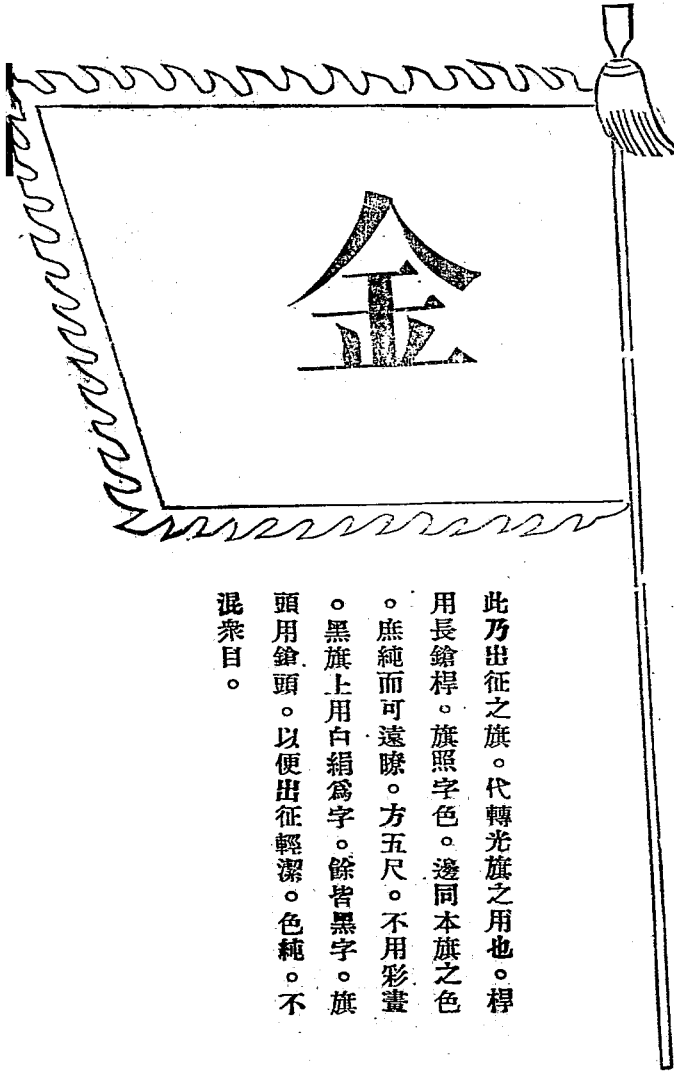 金
此乃出征之旗。代轉光旗之用也。桿
用長鎗桿。旗照字色。邊同本旗之色
。庶純而可遠瞭。方五尺。不用彩畫
。黑旗上用白絹爲字。餘皆黑字。旗
頭用鎗頭。以便出征輕潔。色純。不
混衆目。